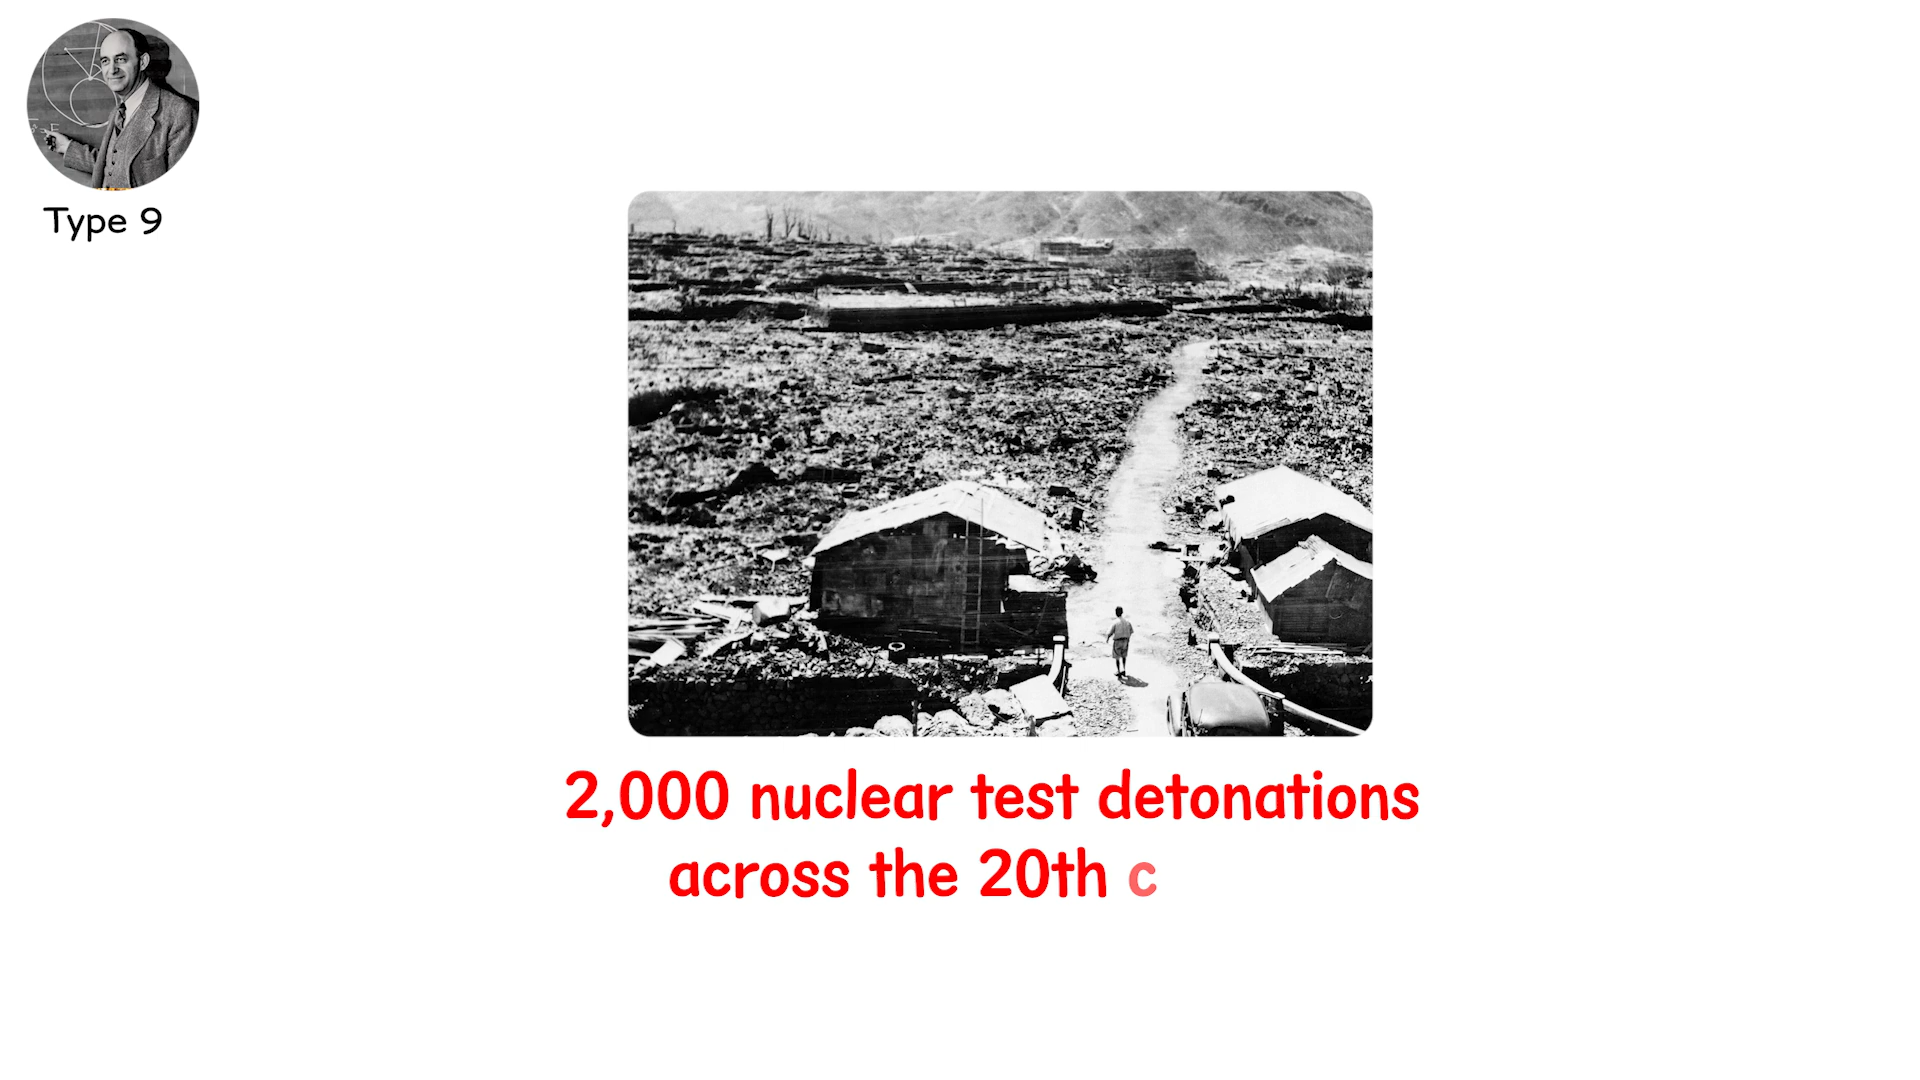 Type 9
2,000 nuclear test detonations
across the 20th c